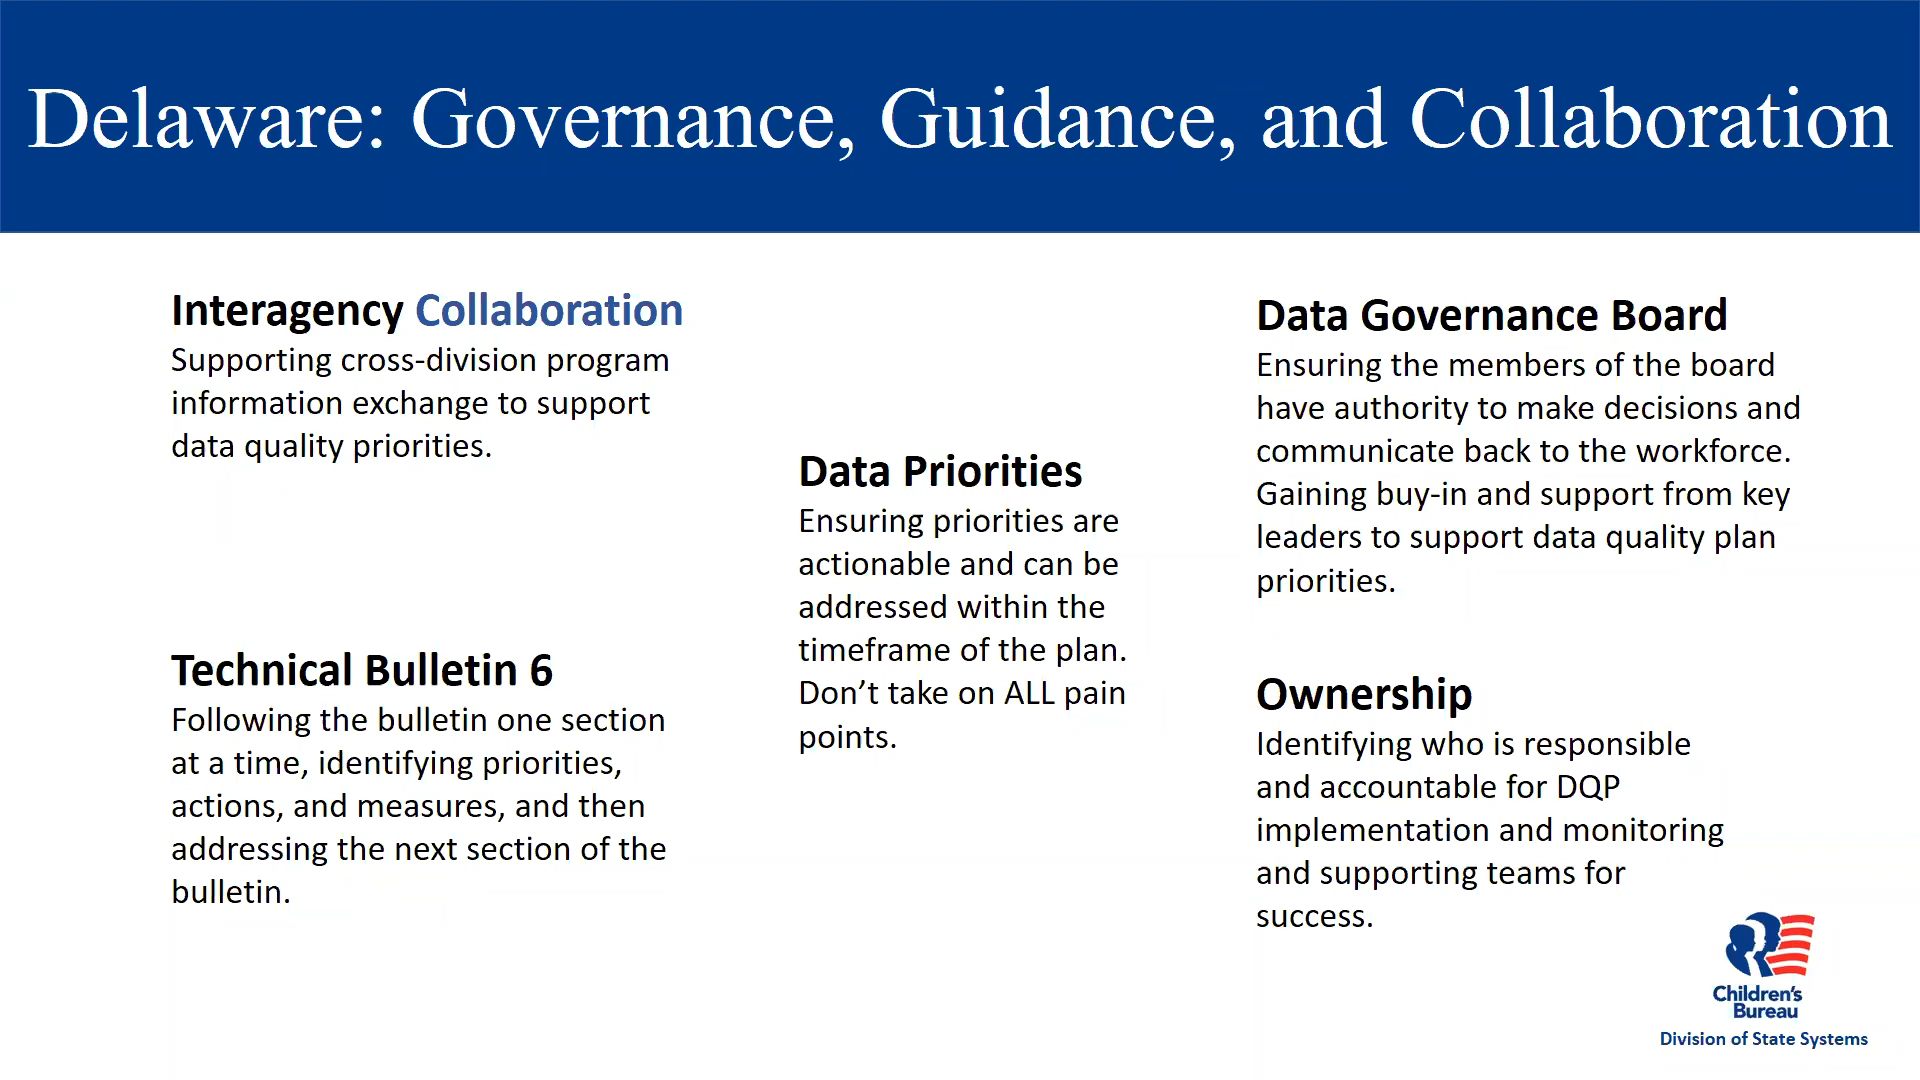 Delaware: Governance, Guidance, and Collaboration
Interagency Collaboration
Supporting cross-division program
information exchange to support
data quality priorities.
Technical Bulletin 6
Following the bulletin one section
at a time, identifying priorities,
actions, and measures, and then
addressing the next section of the
bulletin.
Data Priorities
Ensuring priorities are
actionable and can be
addressed within the
timeframe of the plan.
Don’t take on ALL pain
points.
Data Governance Board
Ensuring the members of the board
have authority to make decisions and
communicate back to the workforce.
Gaining buy-in and support from key
leaders to support data quality plan
priorities.
Ownership
Identifying who is responsible
and accountable for DQP
implementation and monitoring
and supporting teams for
success.
Children’s
Bureau
Division of State Systems